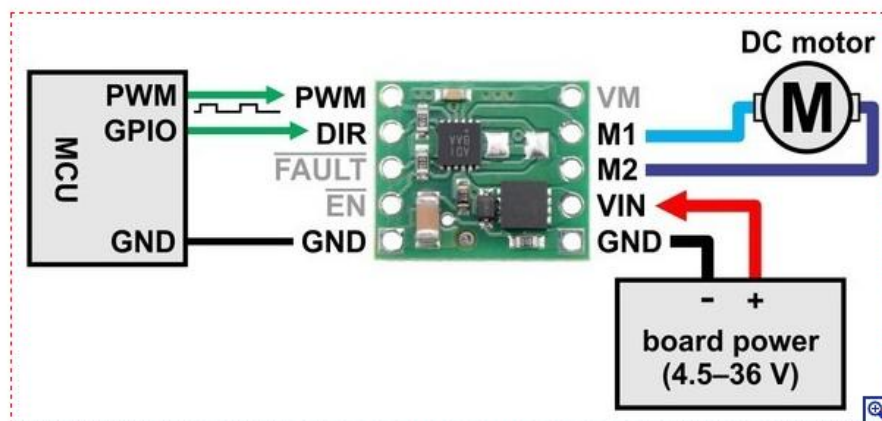 DC motor
M
MCU
PWM
GPIO
GND
PWM
DIR
FAULT
EN
GND
VM
M1
M2
VIN
GND
- +
board power
(4.5–36 V)